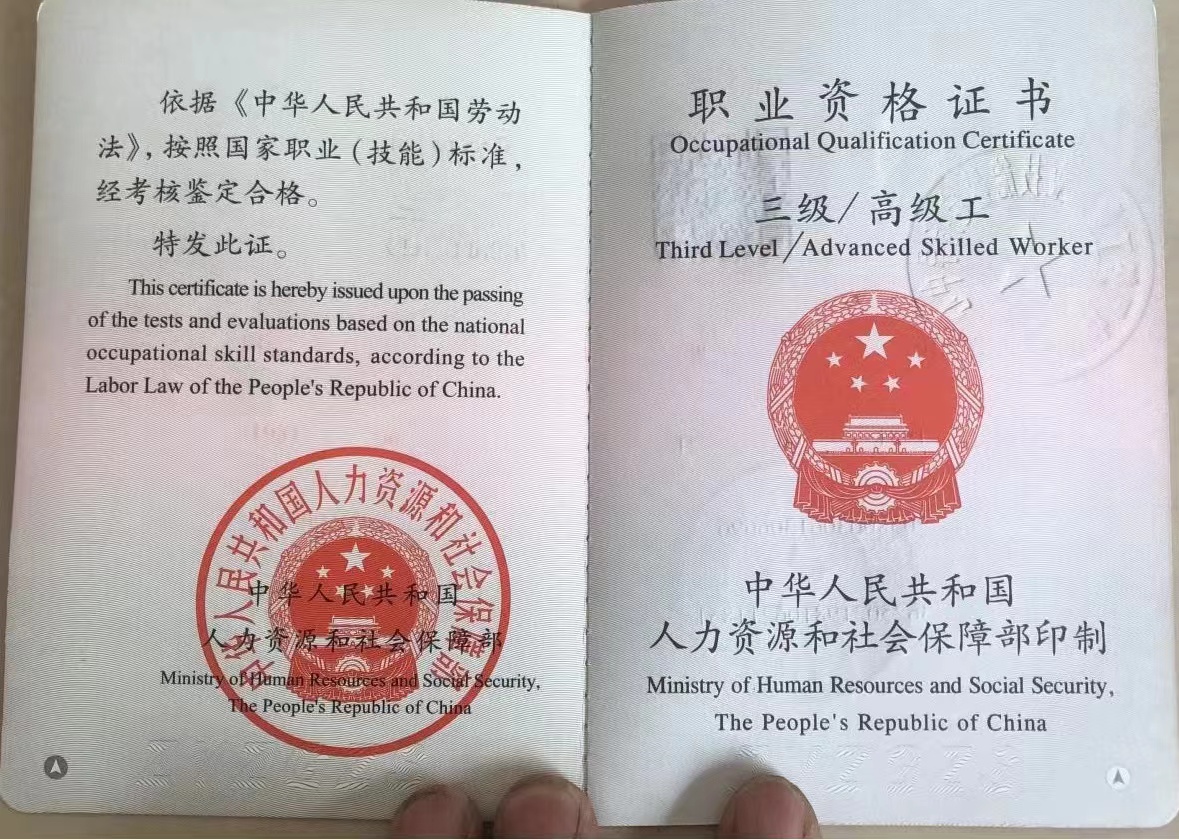 依据《中华人民共和国劳动
法》，按照国家职业（技能）标准，
经考核鉴定合格。
特发此证。
This certificate is hereby issued upon the passing
of the tests and evaluations based on the national
occupational skill standards, according to the
Labor Law of the People's Republic of China.
中华人民共和国人力资源和社会保障部
中华人民共和国
人力资源和社会保障部
Ministry of Human Resources and Social Security,
The People's Republic of China
职业资格证书
Occupational Qualification Certificate
三级/高级工
Third Level/Advanced Skilled Worker
中华人民共和国
人力资源和社会保障部印制
Ministry of Human Resources and Social Security,
The People's Republic of China